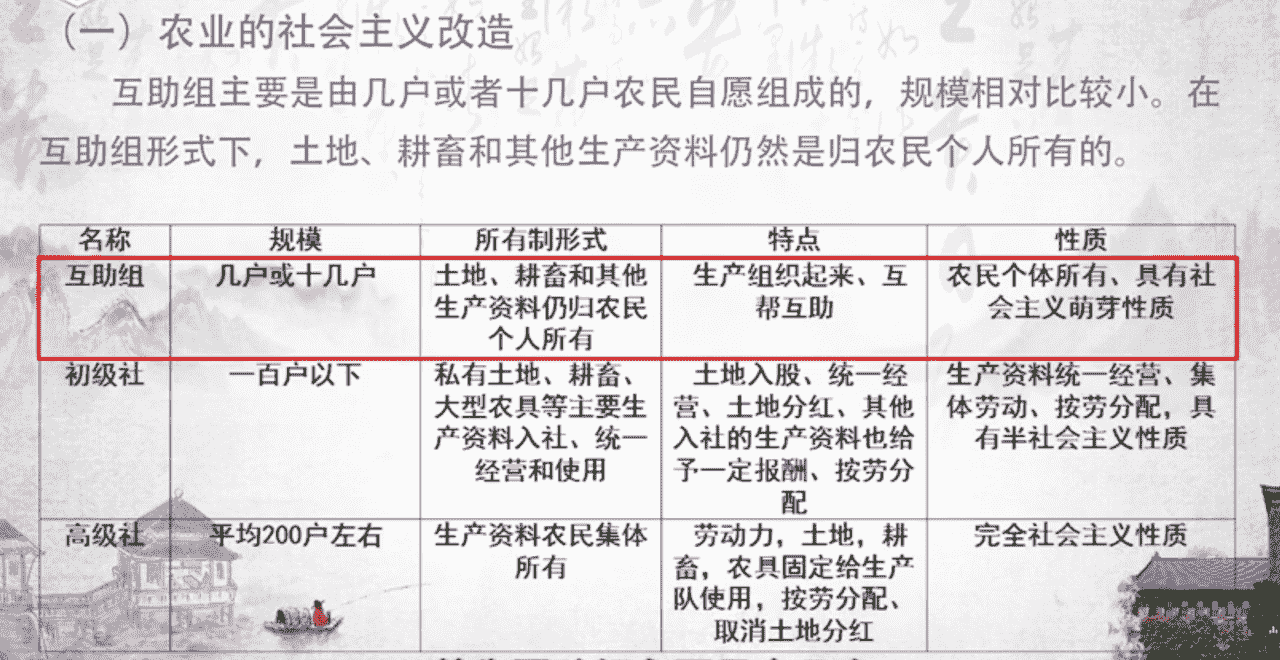 （一）农业的社会主义改造
互助组主要是由几户或者十几户农民自愿组成的，规模相对比较小。在
互助组形式下，土地、耕畜和其他生产资料仍然是归农民个人所有的。
名称 规模 所有制形式 特点 性质
互助组 几户或十几户 土地、耕畜和其他 生产组织起来、互 农民个体所有、具有社
生产资料仍归农民 帮互助 会主义萌芽性质
个人所有
初级社 一百户以下 私有土地、耕畜、 土地入股、统一经 生产资料统一经营、集
大型农具等主要生 营、土地分红、其他 体劳动、按劳分配，具
产资料入社、统一 入社的生产资料也给 有半社会主义性质
经营和使用 予一定报酬、按劳分
配
高级社 平均200户左右 生产资料农民集体 劳动力，土地，耕 完全社会主义性质
所有 畜，农具固定给生产
队使用，按劳分配、
取消土地分红